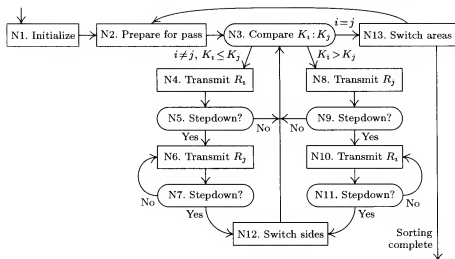 N1. Initialize
N2. Prepare for pass
N3. Compare K_i : K_j
i=j
N13. Switch areas
i≠j, K_i ≤ K_j
K_i > K_j
N4. Transmit R_i
N8. Transmit R_j
N5. Stepdown?
No
No
N9. Stepdown?
Yes
Yes
N6. Transmit R_j
N10. Transmit R_i
N7. Stepdown?
N11. Stepdown?
No
Yes
Yes
No
N12. Switch sides
Sorting
complete